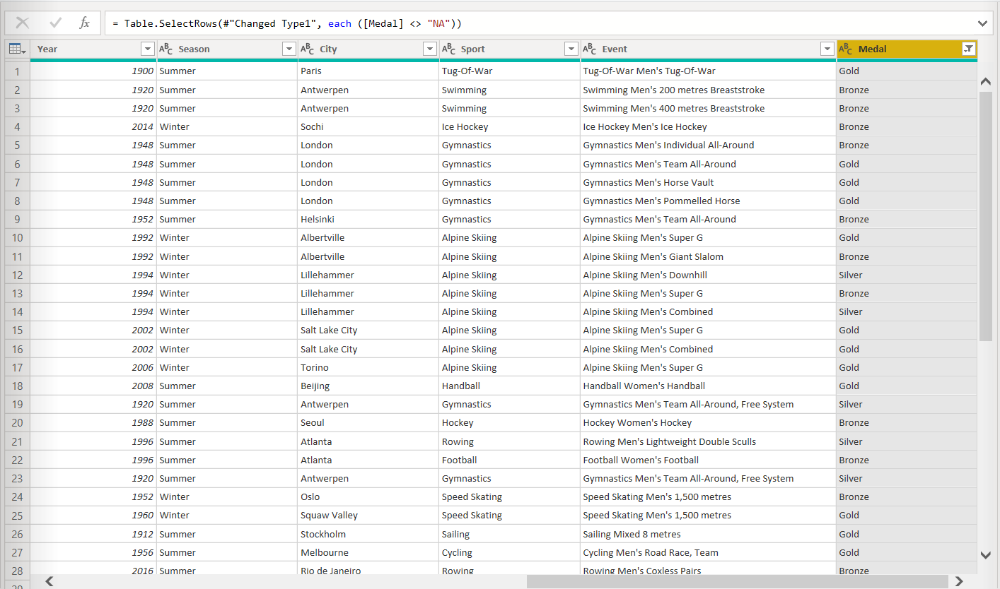 fx = Table.SelectRows(#"Changed Type1", each ([Medal] <> "NA"))
Year ABC Season ABC City ABC Sport ABC Event ABC Medal
1 1900 Summer Paris Tug-Of-War Tug-Of-War Men's Tug-Of-War Gold
2 1920 Summer Antwerpen Swimming Swimming Men's 200 metres Breaststroke Bronze
3 1920 Summer Antwerpen Swimming Swimming Men's 400 metres Breaststroke Bronze
4 2014 Winter Sochi Ice Hockey Ice Hockey Men's Ice Hockey Bronze
5 1948 Summer London Gymnastics Gymnastics Men's Individual All-Around Bronze
6 1948 Summer London Gymnastics Gymnastics Men's Team All-Around Gold
7 1948 Summer London Gymnastics Gymnastics Men's Horse Vault Gold
8 1948 Summer London Gymnastics Gymnastics Men's Pommelled Horse Gold
9 1952 Summer Helsinki Gymnastics Gymnastics Men's Team All-Around Bronze
10 1992 Winter Albertville Alpine Skiing Alpine Skiing Men's Super G Gold
11 1992 Winter Albertville Alpine Skiing Alpine Skiing Men's Giant Slalom Bronze
12 1994 Winter Lillehammer Alpine Skiing Alpine Skiing Men's Downhill Silver
13 1994 Winter Lillehammer Alpine Skiing Alpine Skiing Men's Super G Bronze
14 1994 Winter Lillehammer Alpine Skiing Alpine Skiing Men's Combined Silver
15 2002 Winter Salt Lake City Alpine Skiing Alpine Skiing Men's Super G Gold
16 2002 Winter Salt Lake City Alpine Skiing Alpine Skiing Men's Combined Gold
17 2006 Winter Torino Alpine Skiing Alpine Skiing Men's Super G Gold
18 2008 Summer Beijing Handball Handball Women's Handball Gold
19 1920 Summer Antwerpen Gymnastics Gymnastics Men's Team All-Around, Free System Silver
20 1988 Summer Seoul Hockey Hockey Women's Hockey Bronze
21 1996 Summer Atlanta Rowing Rowing Men's Lightweight Double Sculls Silver
22 1996 Summer Atlanta Football Football Women's Football Bronze
23 1920 Summer Antwerpen Gymnastics Gymnastics Men's Team All-Around, Free System Silver
24 1952 Winter Oslo Speed Skating Speed Skating Men's 1,500 metres Bronze
25 1960 Winter Squaw Valley Speed Skating Speed Skating Men's 1,500 metres Gold
26 1912 Summer Stockholm Sailing Sailing Mixed 8 metres Gold
27 1956 Summer Melbourne Cycling Cycling Men's Road Race, Team Gold
28 2016 Summer Rio de Janeiro Rowing Rowing Men's Coxless Pairs Bronze
29